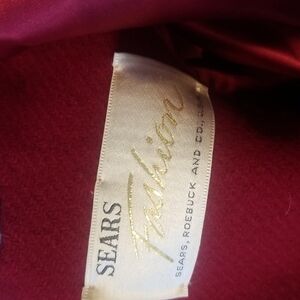 SEARS
Fashion
SEARS, ROEBUCK AND CO., U.S.A.